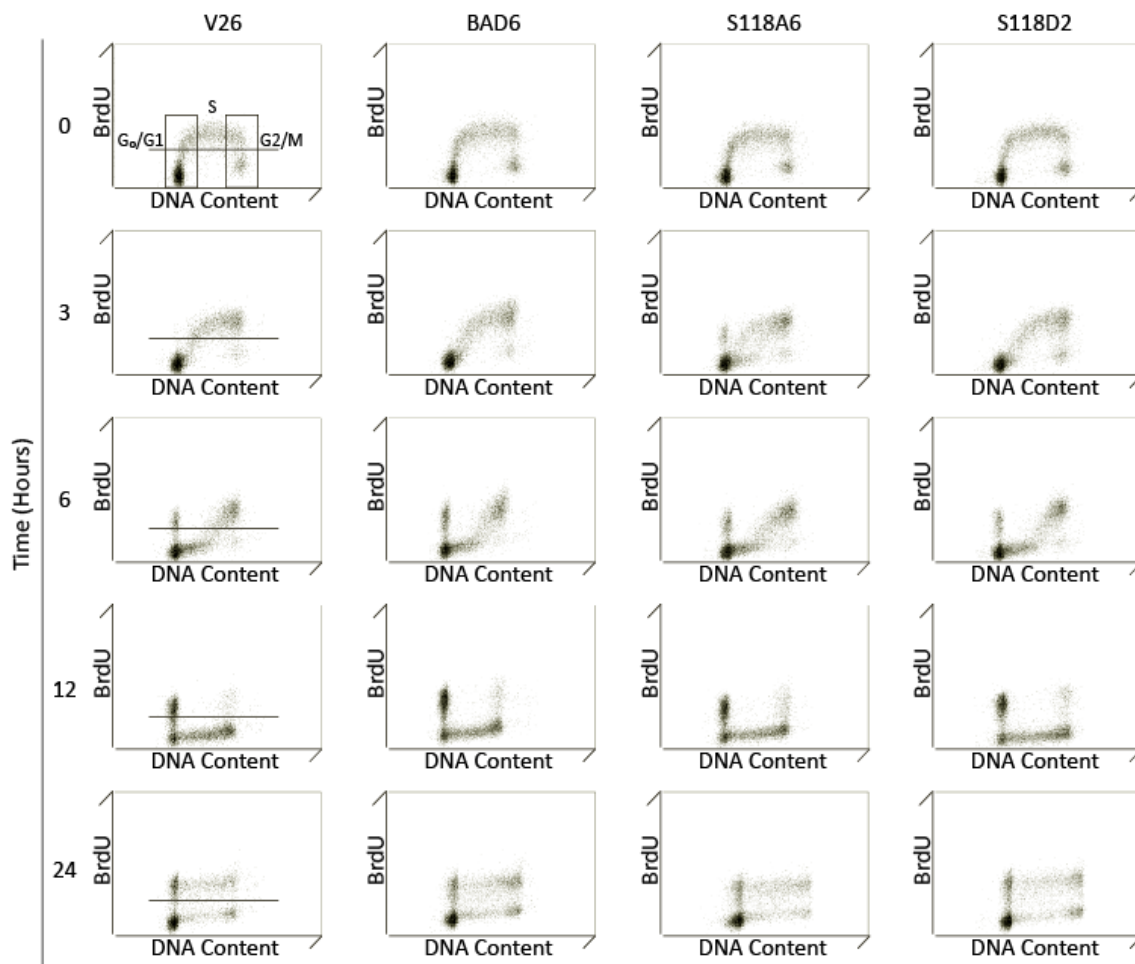 V26 BAD6 S118A6 S118D2
0
BrdU BrdU BrdU BrdU
S
G₀/G1 G2/M
DNA Content DNA Content DNA Content DNA Content
3
BrdU BrdU BrdU BrdU
DNA Content DNA Content DNA Content DNA Content
Time (Hours)
6
BrdU BrdU BrdU BrdU
DNA Content DNA Content DNA Content DNA Content
12
BrdU BrdU BrdU BrdU
DNA Content DNA Content DNA Content DNA Content
24
BrdU BrdU BrdU BrdU
DNA Content DNA Content DNA Content DNA Content